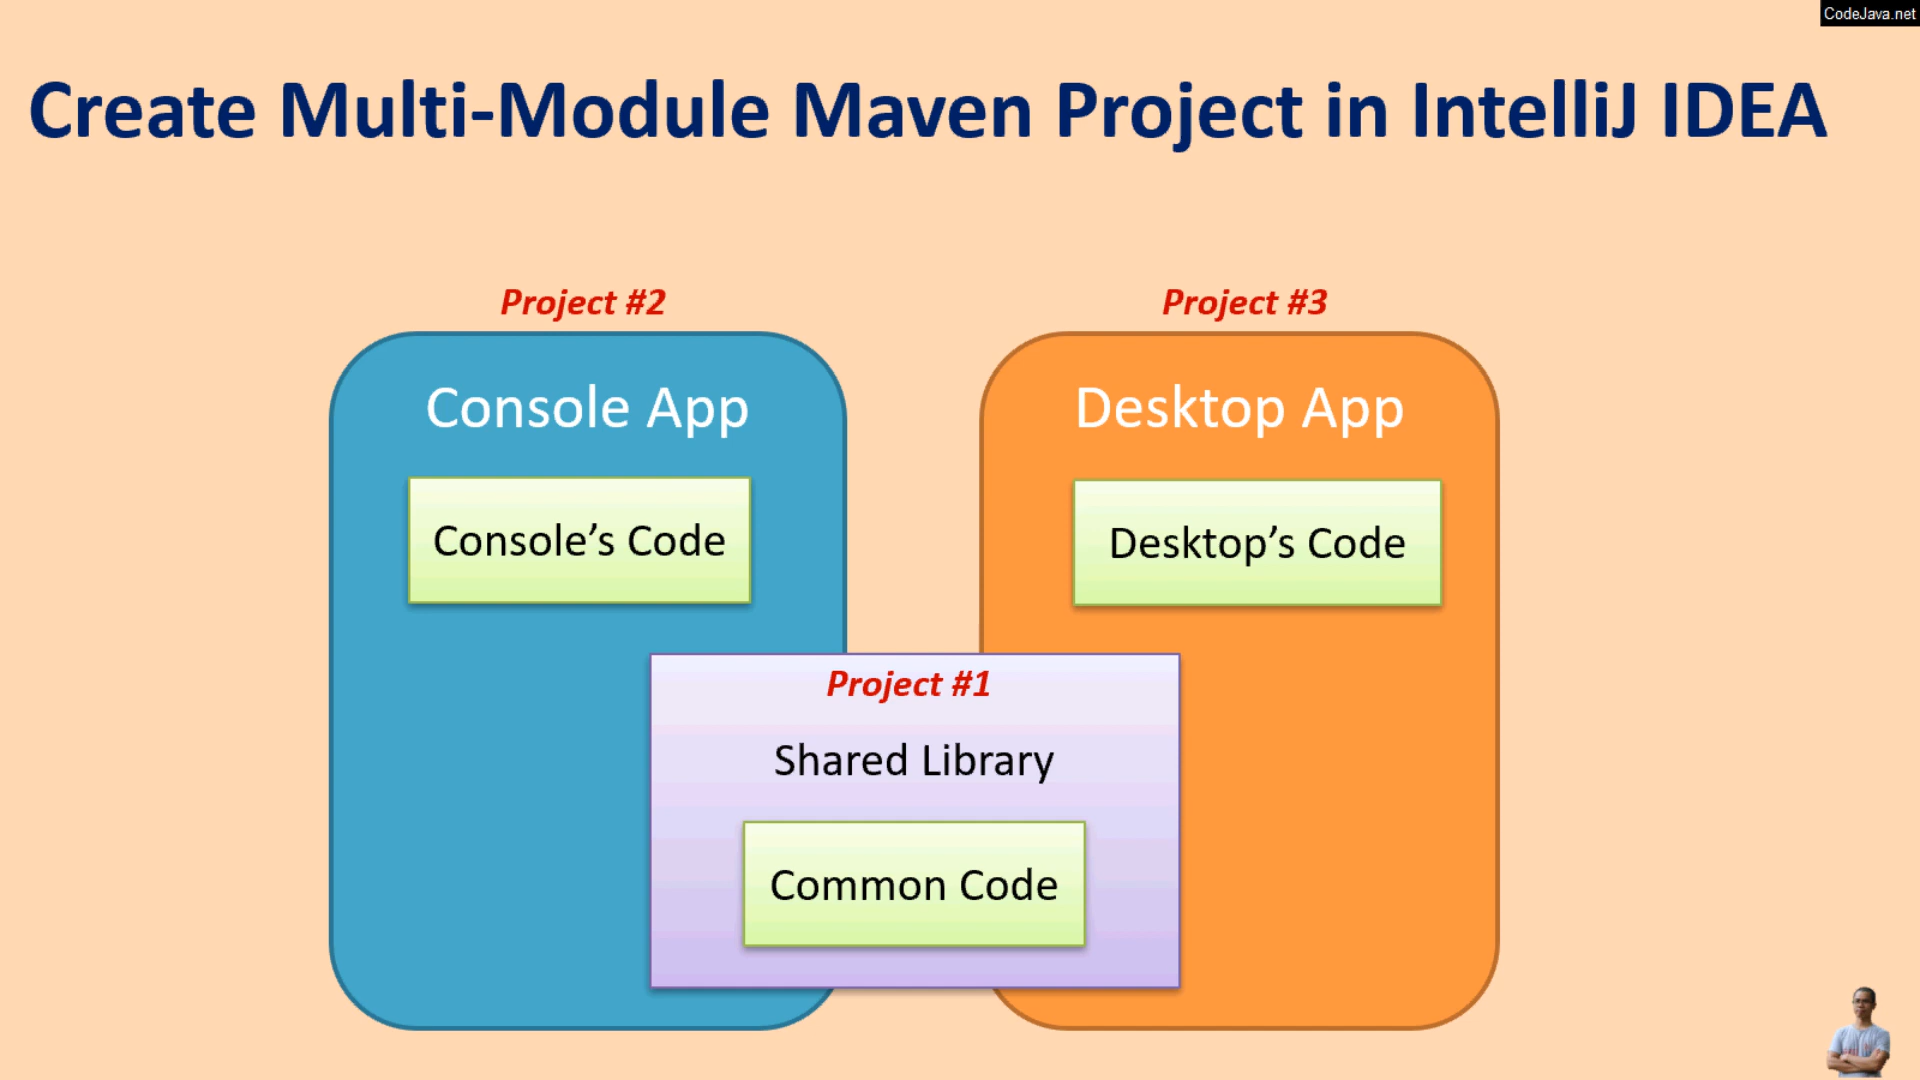 CodeJava.net
Create Multi-Module Maven Project in IntelliJ IDEA
Project #2
Project #3
Console App
Desktop App
Console’s Code
Desktop’s Code
Project #1
Shared Library
Common Code